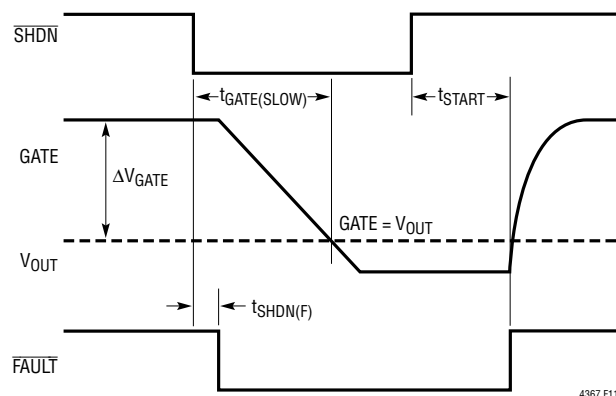 SHDN
tGATE(SLOW)
tSTART
GATE
ΔVGATE
GATE = VOUT
VOUT
tSHDN(F)
FAULT
4367 F11